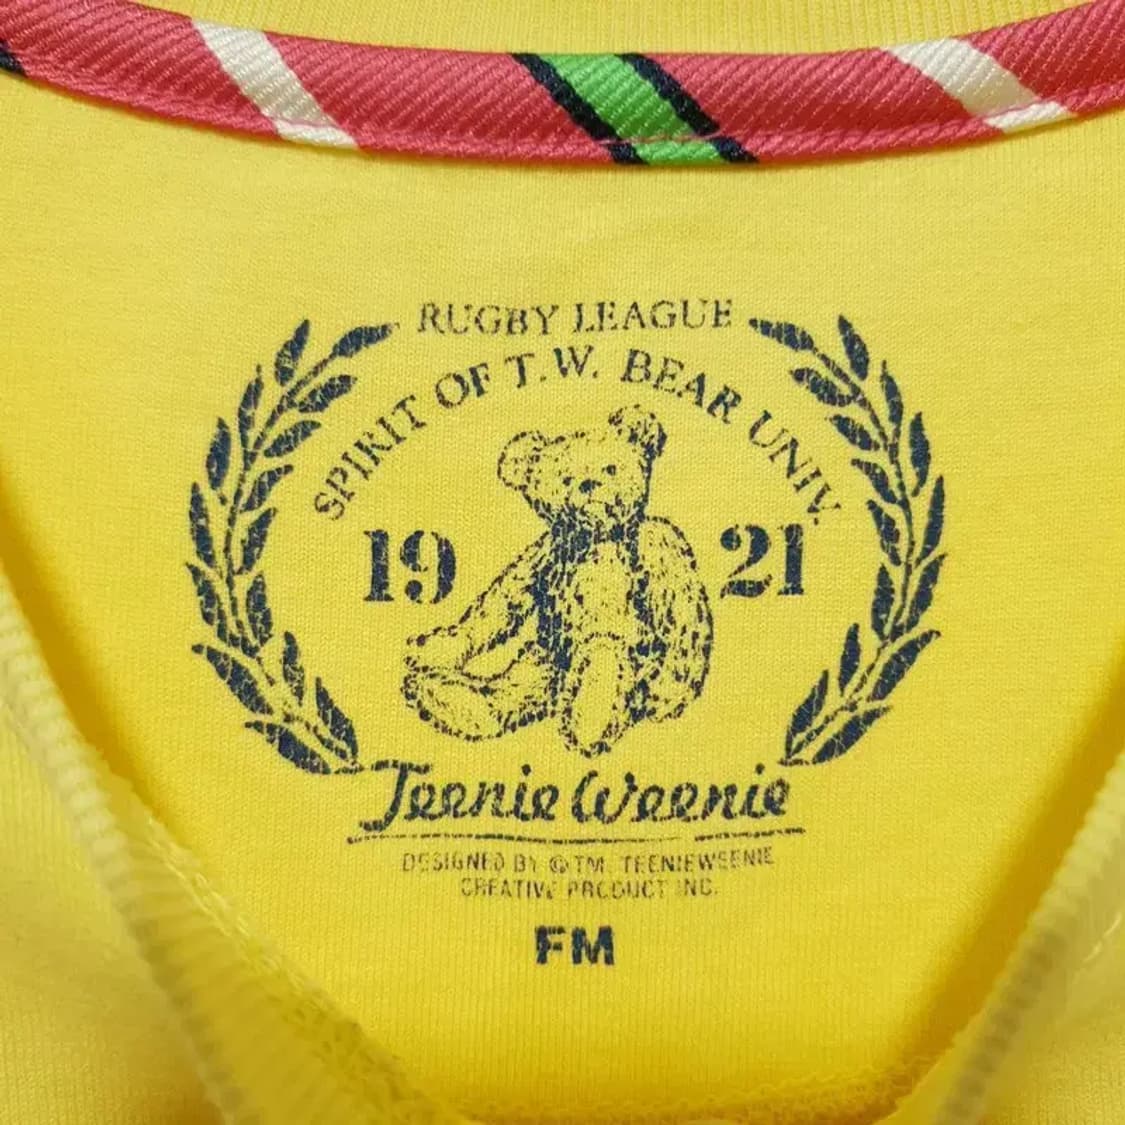 RUGBY LEAGUE
SPIRIT OF T.W. BEAR UNIV.
19 21
Teenie Weenie
DESIGNED BY © TM. TEENIEWEENIE
CREATIVE PRODUCT INC.
FM